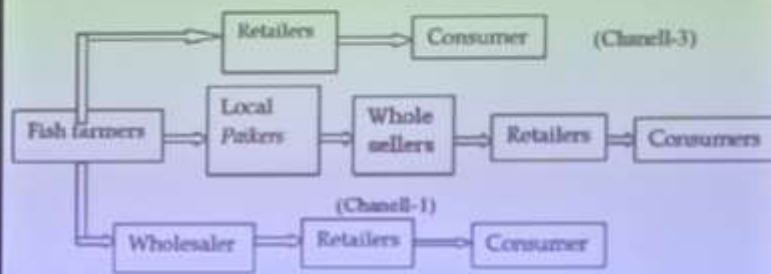 Retailers Consumer (Chanell-3)
Fish farmers Local Paikers Whole sellers Retailers Consumers
(Chanell-1)
Wholesaler Retailers Consumer